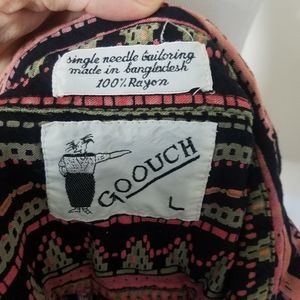 single needle tailoring
made in bangladesh
100% Rayon
GOOUCH
L